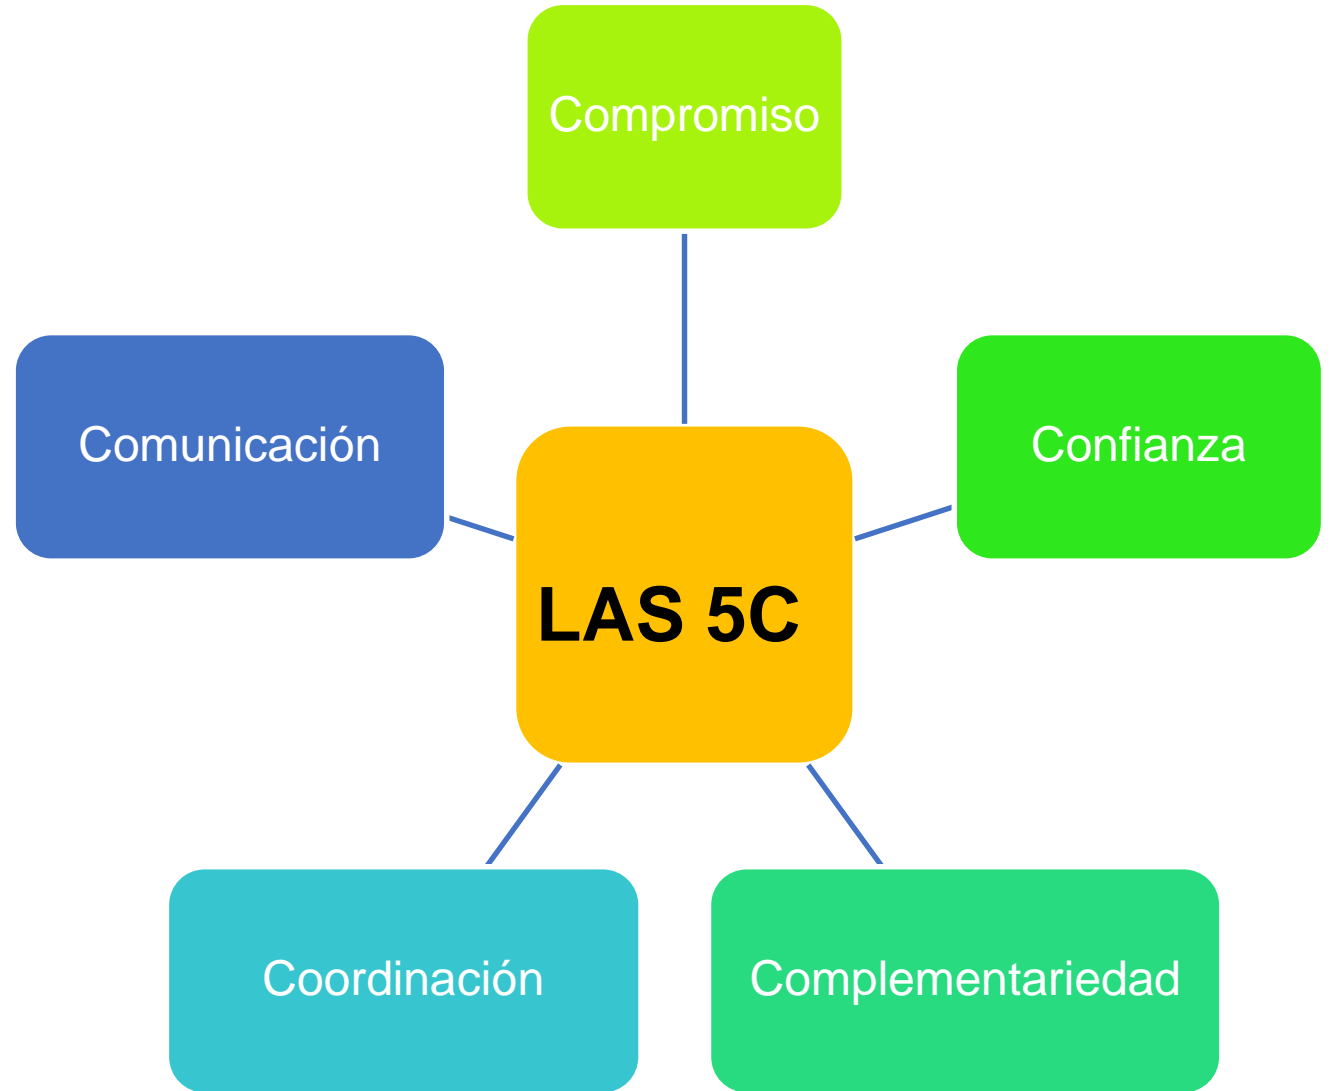 Compromiso
Comunicación
Confianza
LAS 5C
Coordinación
Complementariedad